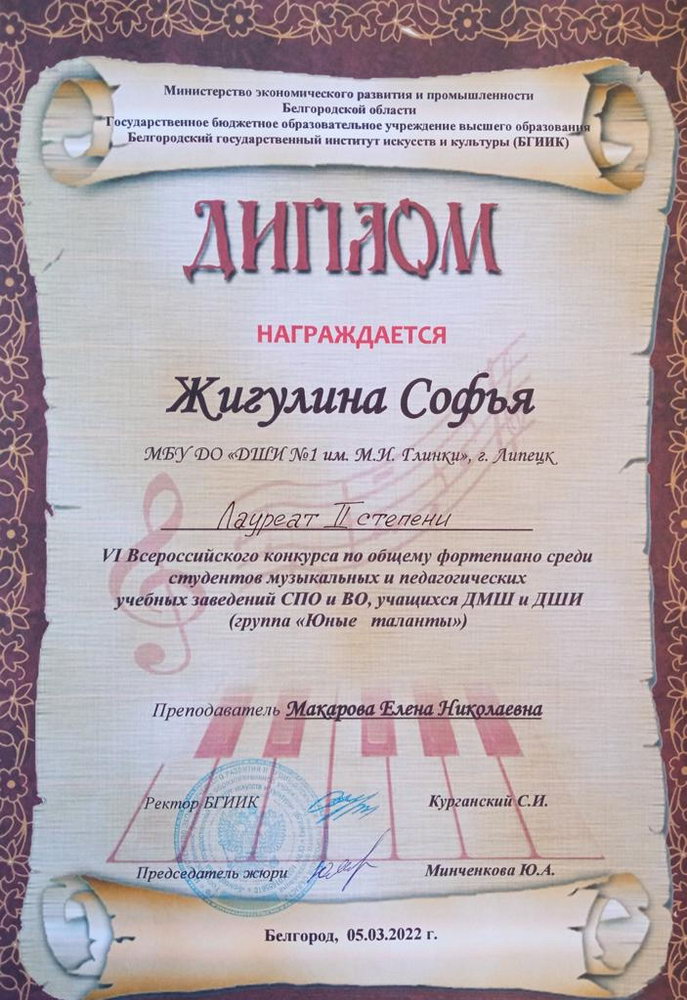 Министерство экономического развития и промышленности
Белгородской области
Государственное бюджетное образовательное учреждение высшего образования
Белгородский государственный институт искусств и культуры (БГИИК)
ДИПЛОМ
НАГРАЖДАЕТСЯ
Жигулина Софья
МБУ ДО «ДШИ №1 им. М.И. Глинки», г. Липецк
Лауреат II степени
VI Всероссийского конкурса по общему фортепиано среди
студентов музыкальных и педагогических
учебных заведений СПО и ВО, учащихся ДМШ и ДШИ
(группа «Юные таланты»)
Преподаватель Макарова Елена Николаевна
Ректор БГИИК Курганский С.И.
Председатель жюри Минченкова Ю.А.
Белгород, 05.03.2022 г.